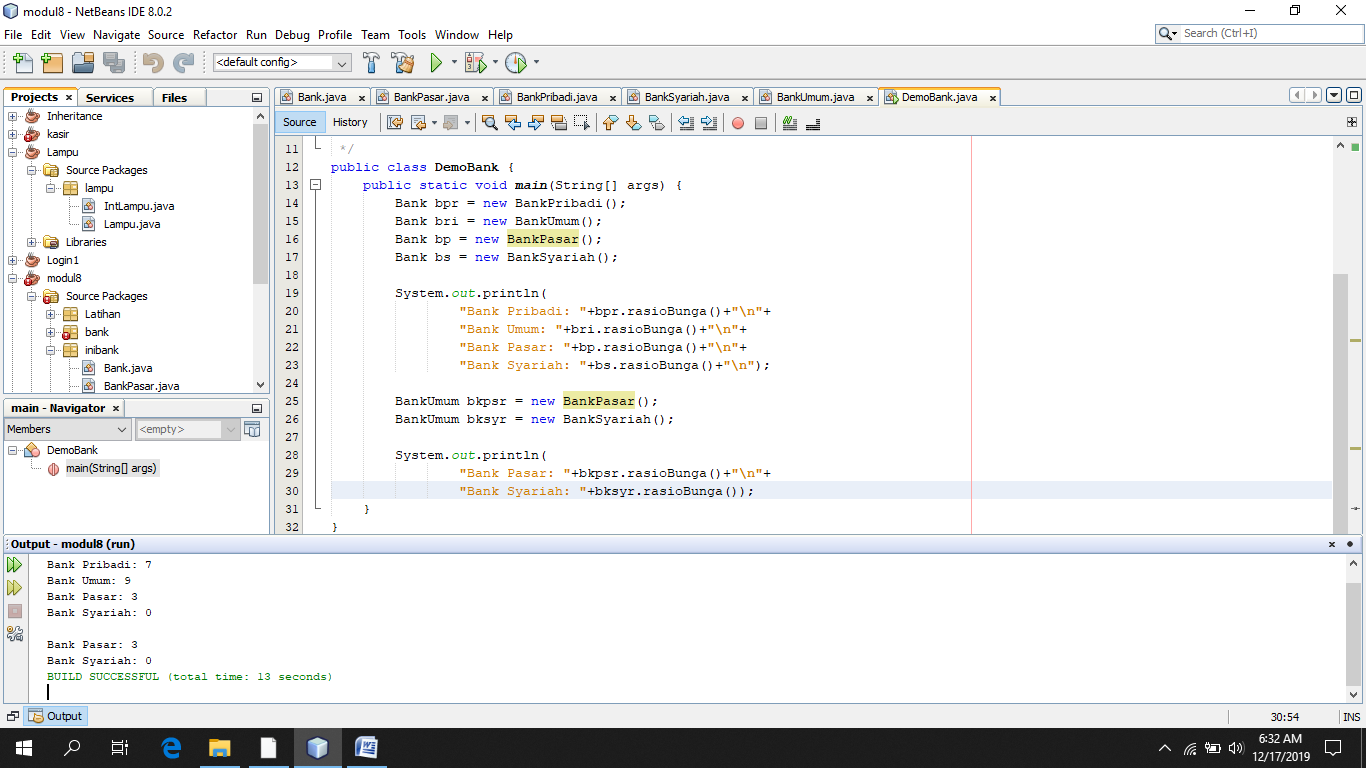 modul8 - NetBeans IDE 8.0.2
File Edit View Navigate Source Refactor Run Debug Profile Team Tools Window Help
Search (Ctrl+I)
<default config>
Projects Services Files
Inheritance
kasir
Lampu
Source Packages
lampu
IntLampu.java
Lampu.java
Libraries
Login1
modul8
Source Packages
Latihan
bank
inibank
Bank.java
BankPasar.java
main - Navigator
Members <empty>
DemoBank
main(String[] args)
Bank.java BankPasar.java BankPribadi.java BankSyariah.java BankUmum.java DemoBank.java
Source History
11 */
12 public class DemoBank {
13 public static void main(String[] args) {
14 Bank bpr = new BankPribadi();
15 Bank bri = new BankUmum();
16 Bank bp = new BankPasar();
17 Bank bs = new BankSyariah();
18
19 System.out.println(
20 "Bank Pribadi: "+bpr.rasioBunga()+"\n"+
21 "Bank Umum: "+bri.rasioBunga()+"\n"+
22 "Bank Pasar: "+bp.rasioBunga()+"\n"+
23 "Bank Syariah: "+bs.rasioBunga()+"\n");
24
25 BankUmum bkpsr = new BankPasar();
26 BankUmum bksyr = new BankSyariah();
27
28 System.out.println(
29 "Bank Pasar: "+bkpsr.rasioBunga()+"\n"+
30 "Bank Syariah: "+bksyr.rasioBunga());
31 }
32 }
Output - modul8 (run)
Bank Pribadi: 7
Bank Umum: 9
Bank Pasar: 3
Bank Syariah: 0
Bank Pasar: 3
Bank Syariah: 0
BUILD SUCCESSFUL (total time: 13 seconds)
Output
30:54 INS
6:32 AM
12/17/2019